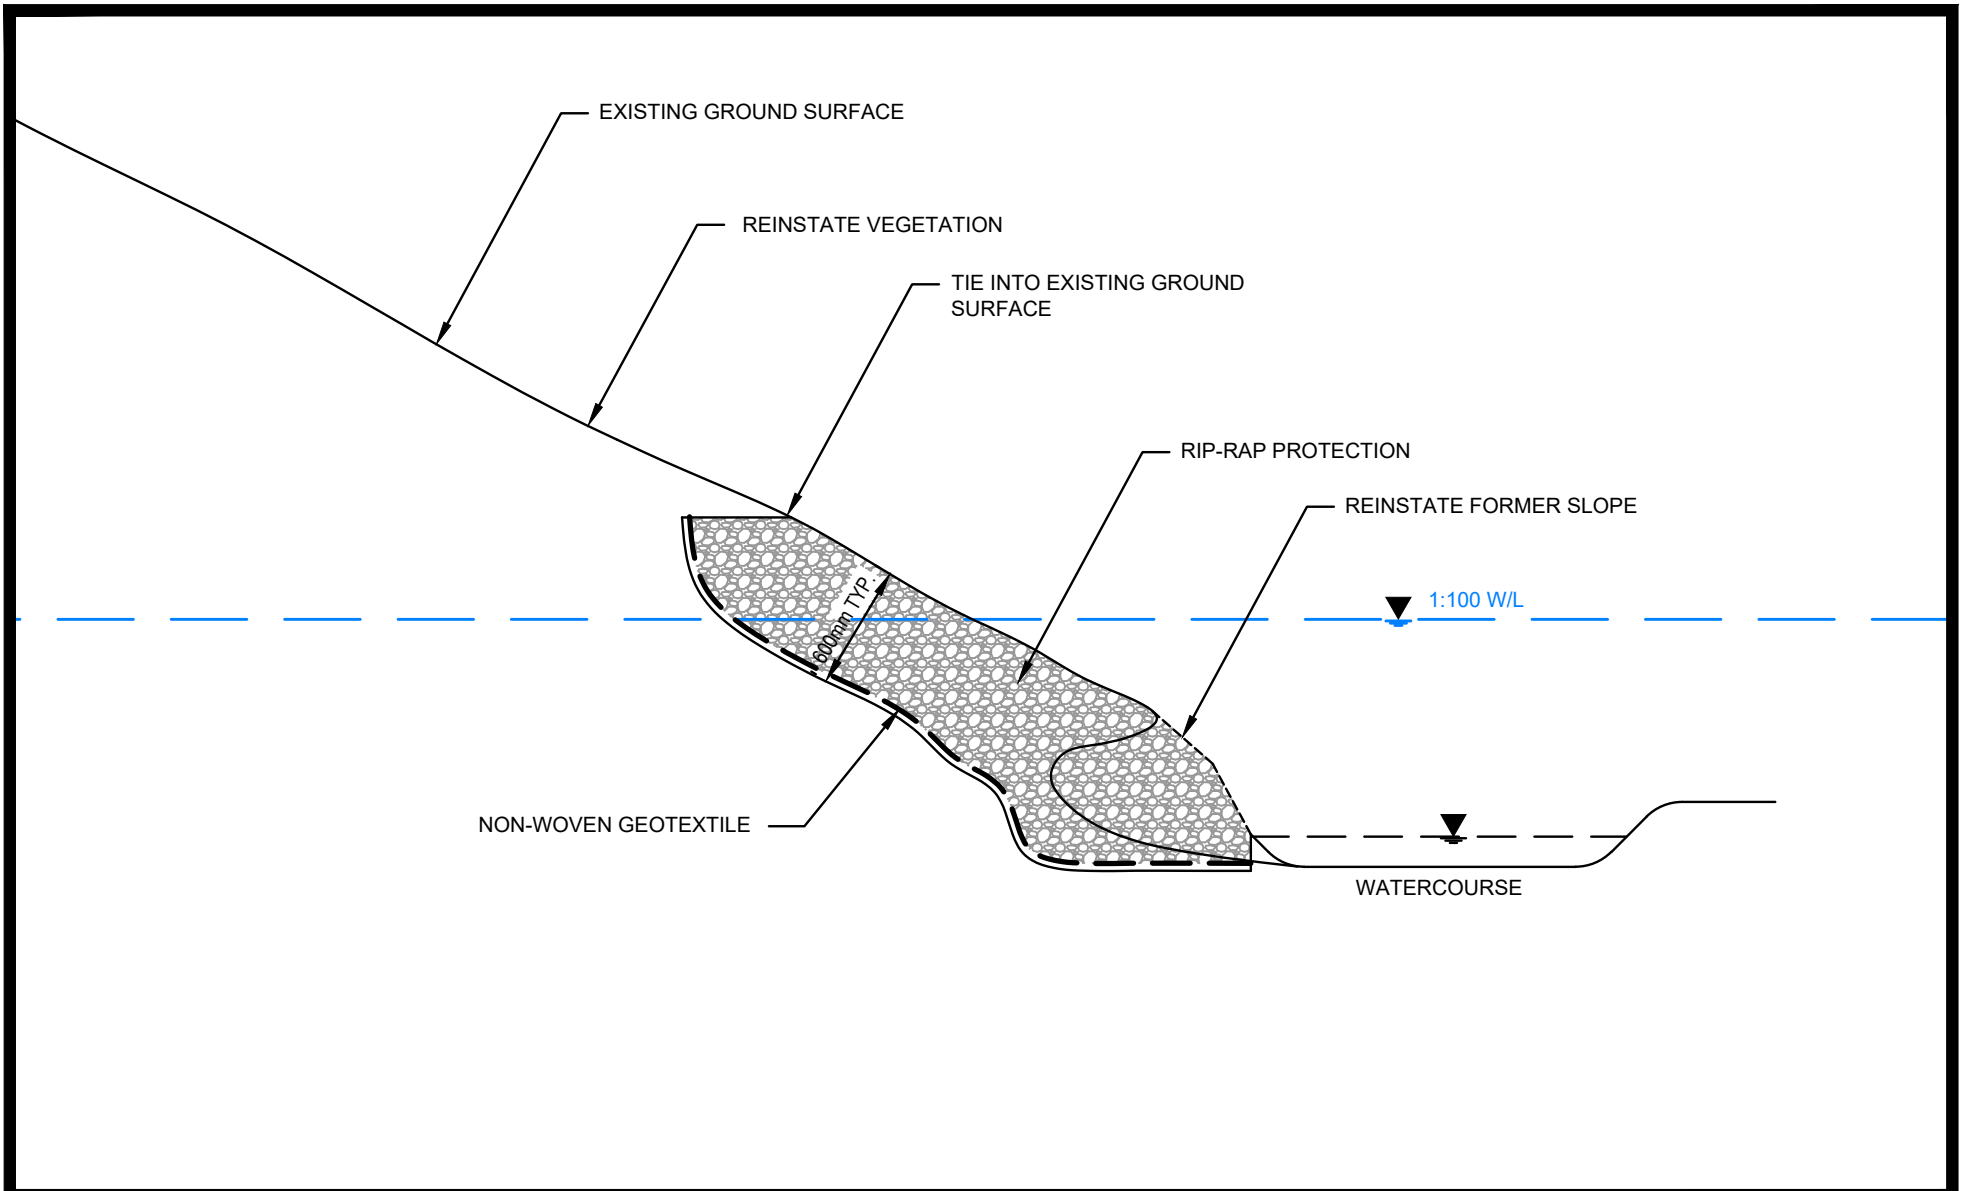 EXISTING GROUND SURFACE
REINSTATE VEGETATION
TIE INTO EXISTING GROUND
SURFACE
RIP-RAP PROTECTION
REINSTATE FORMER SLOPE
1:100 W/L
600mm TYP.
NON-WOVEN GEOTEXTILE
WATERCOURSE